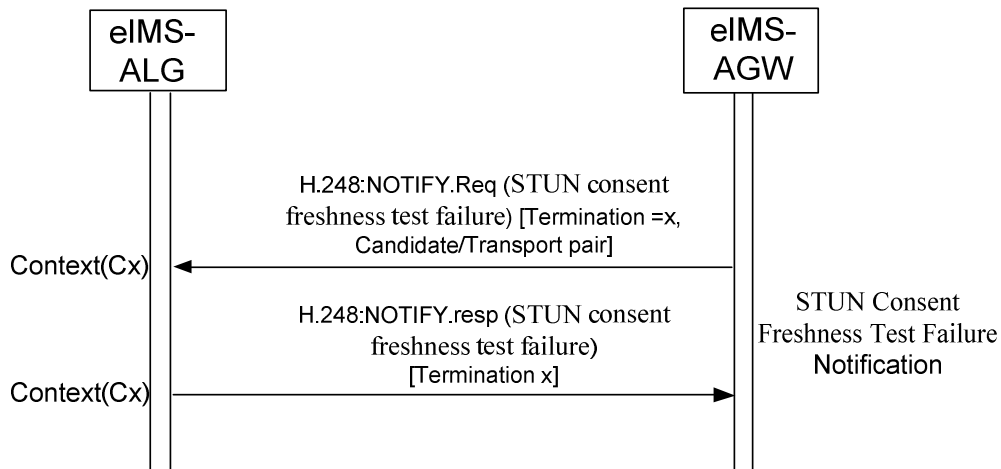 eIMS-
ALG
eIMS-
AGW
H.248:NOTIFY.Req (STUN consent
freshness test failure) [Termination =x,
Candidate/Transport pair]
Context(Cx)
H.248:NOTIFY.resp (STUN consent
freshness test failure)
[Termination x]
STUN Consent
Freshness Test Failure
Notification
Context(Cx)